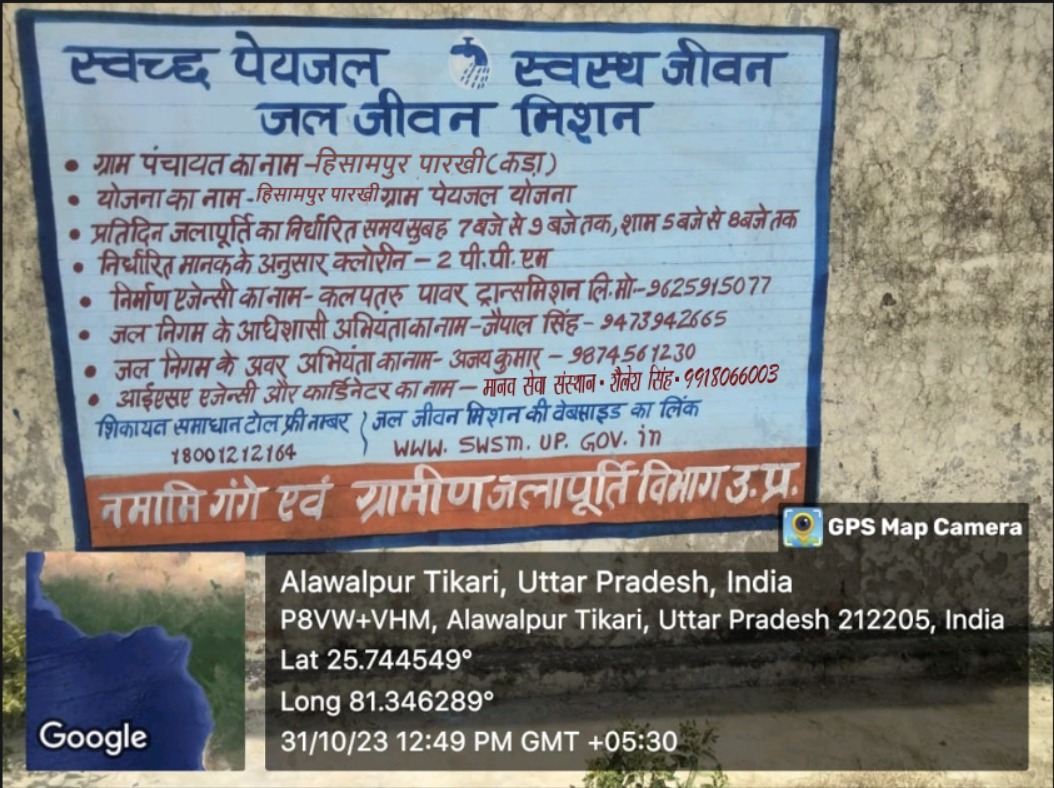 स्वच्छ पेयजल स्वस्थ जीवन
जल जीवन मिशन
• ग्राम पंचायत का नाम - हिसामपुर पारखी (कडा)
• योजना का नाम - हिसामपुर पारखी ग्राम पेयजल योजना
• प्रतिदिन जलापूर्ति का निर्धारित समय सुबह 7 बजे से 9 बजे तक, शाम 5 बजे से 8 बजे तक
• निर्धारित मानक के अनुसार क्लोरीन - 2 पी.पी. एम
• निर्माण एजेन्सी का नाम - कलपतरु पावर ट्रान्समिशन लि. मो:- 9625915077
• जल निगम के अधिशासी अभियंता का नाम - जैपाल सिंह - 9473942665
• जल निगम के अवर अभियंता का नाम - अजय कुमार - 9874561230
• आईएसए एजेन्सी और कार्डिनेटर का नाम - मानव सेवा संस्थान • शैलेश सिंह • 9918066003
शिकायत समाधान टोल फ्री नम्बर ) जल जीवन मिशन की वेबसाइड का लिंक
18001212164 www. swsm. UP. GOV. in
नमामि गंगे एवं ग्रामीण जलापूर्ति विभाग उ. प्र.
GPS Map Camera
Alawalpur Tikari, Uttar Pradesh, India
P8VW+VHM, Alawalpur Tikari, Uttar Pradesh 212205, India
Lat 25.744549°
Long 81.346289°
31/10/23 12:49 PM GMT +05:30
Google